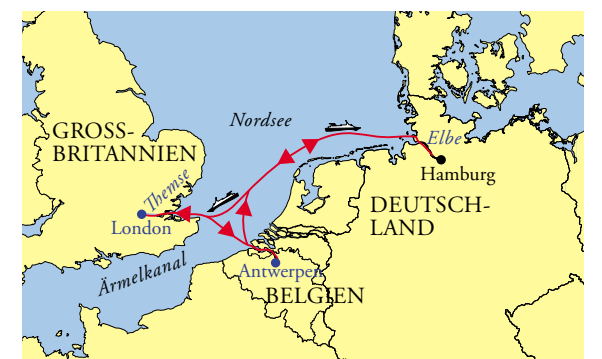 Nordsee
GROSS-
BRITANNIEN
Elbe
Hamburg
Themse
London
DEUTSCH-
LAND
Ärmelkanal
Antwerpen
BELGIEN